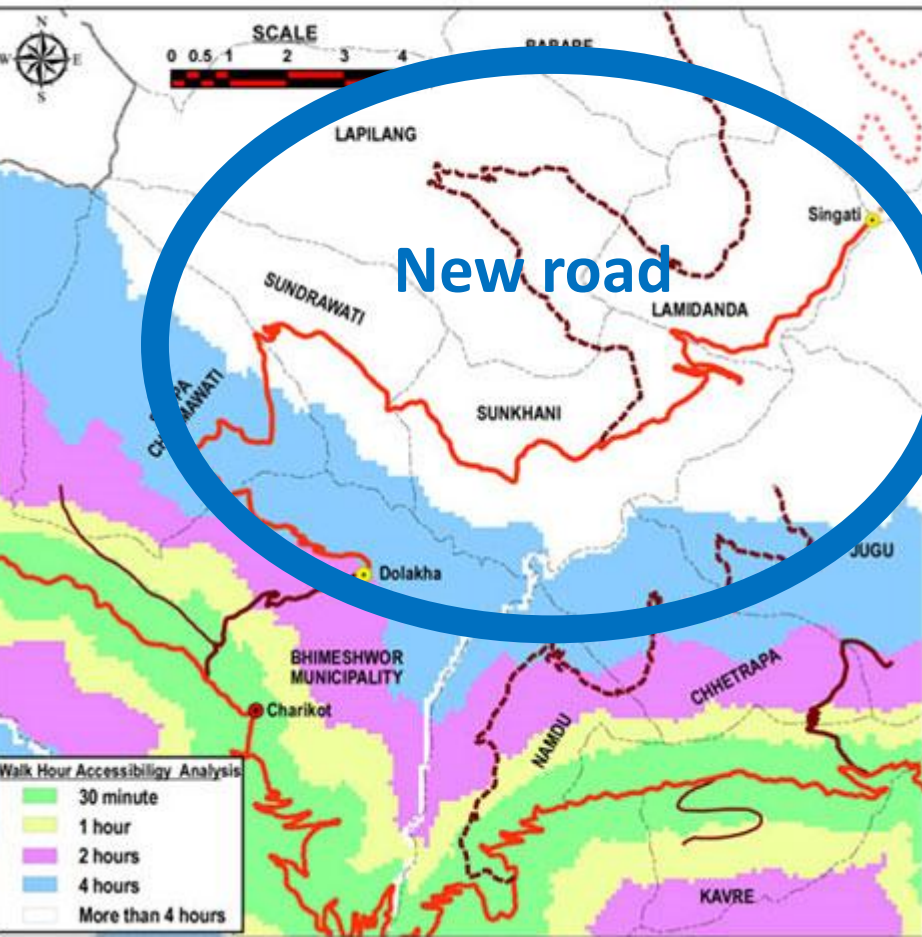 N
W
E
S
SCALE
0 0.5 1 2 3 4
LAPILANG
Singati
New road
SUNDRAWATI
LAMIDANDA
SUNKHANI
JUGU
Dolakha
BHIMESHWOR
MUNICIPALITY
CHHETRAPA
Charikot
NAMDU
Walk Hour Accessibiligy Analysis
30 minute
1 hour
2 hours
4 hours
More than 4 hours
KAVRE